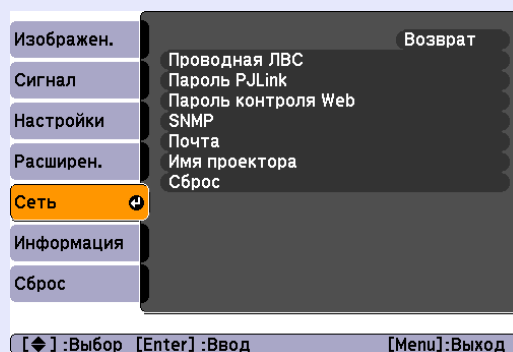 Изображен.
Сигнал
Настройки
Расширен.
Сеть
Информация
Сброс
Возврат
Проводная ЛВС
Пароль PJLink
Пароль контроля Web
SNMP
Почта
Имя проектора
Сброс
[◆] :Выбор [Enter] :Ввод [Menu]:Выход